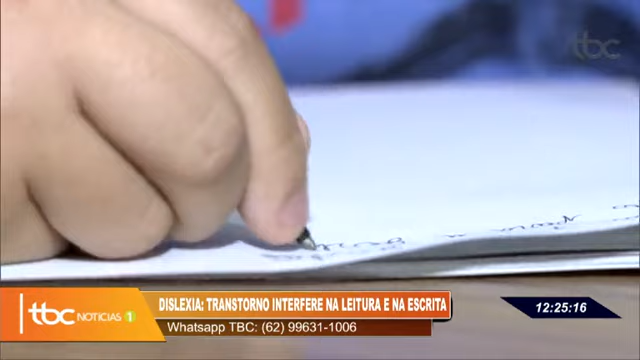 tbc
DISLEXIA: TRANSTORNO INTERFERE NA LEITURA E NA ESCRITA
tbc NOTICIAS 1
12:25:16
Whatsapp TBC: (62) 99631-1006